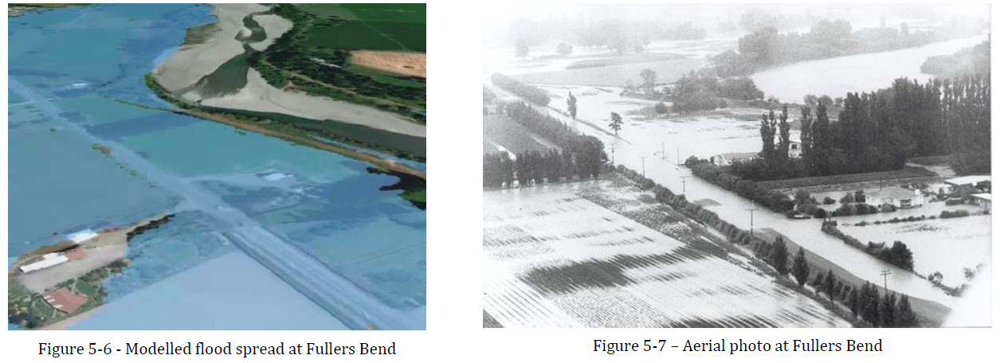 Figure 5-6 - Modelled flood spread at Fullers Bend
Figure 5-7 – Aerial photo at Fullers Bend